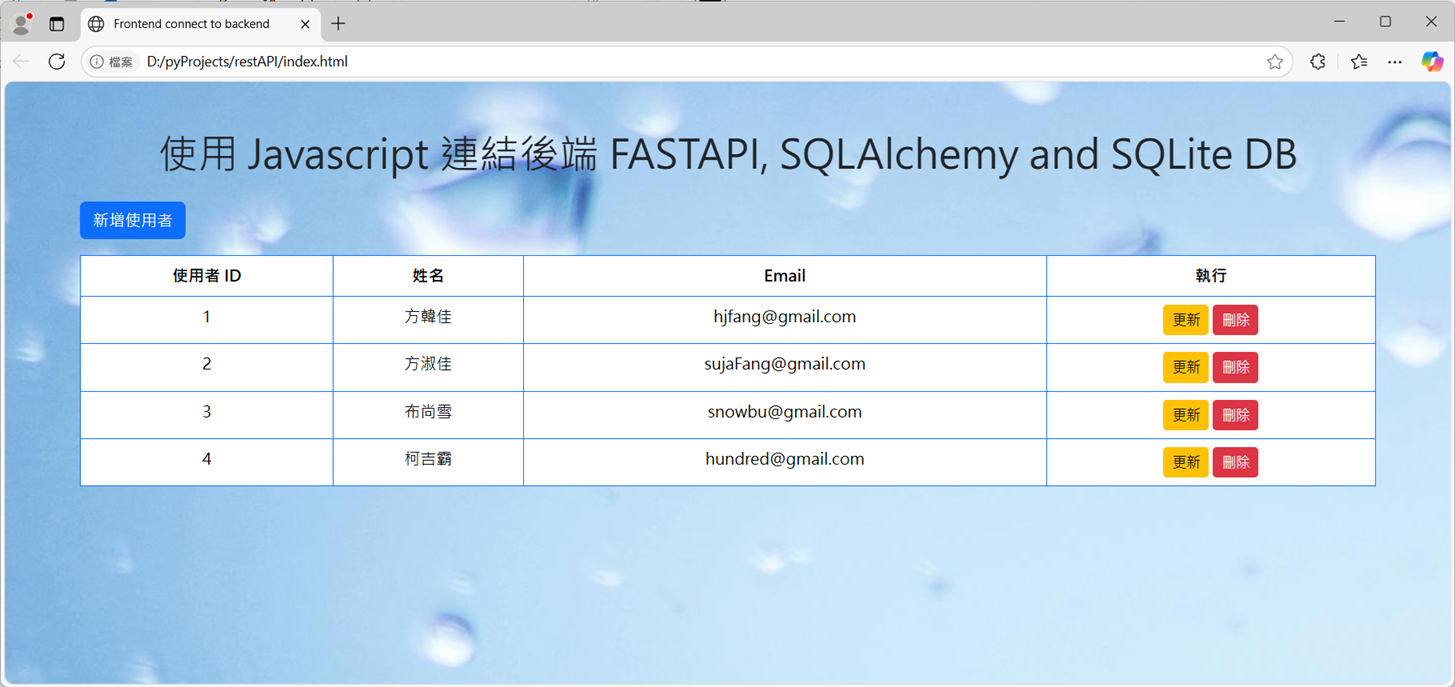 Frontend connect to backend
檔案 D:/pyProjects/restAPI/index.html
使用 Javascript 連結後端 FASTAPI, SQLAlchemy and SQLite DB
新增使用者
使用者 ID 姓名 Email 執行
1 方韓佳 hjfang@gmail.com 更新 刪除
2 方淑佳 sujaFang@gmail.com 更新 刪除
3 布尚雪 snowbu@gmail.com 更新 刪除
4 柯吉霸 hundred@gmail.com 更新 刪除